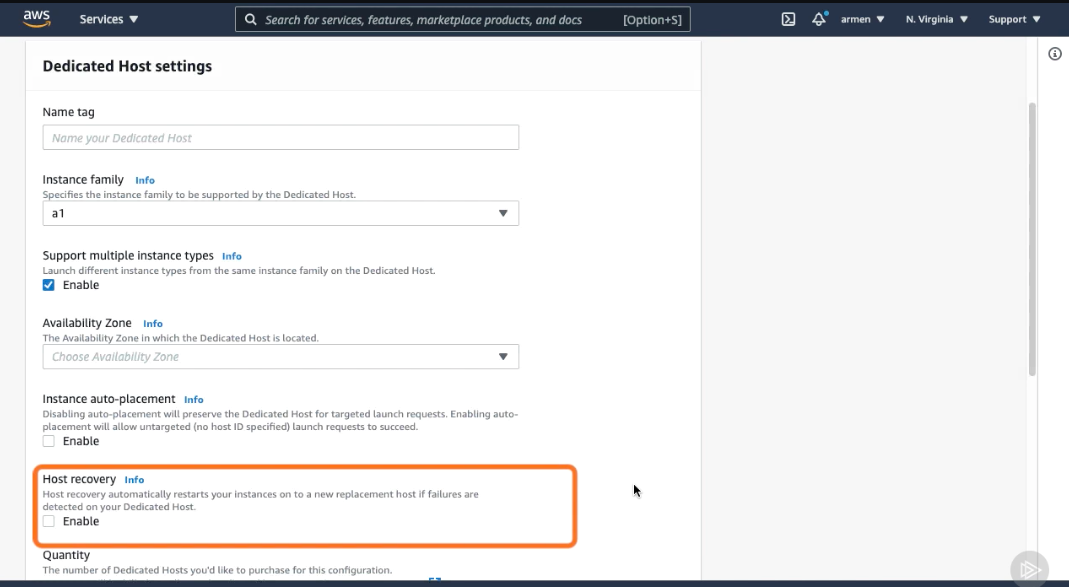 aws
Services
Search for services, features, marketplace products, and docs
[Option+S]
armen
N. Virginia
Support
Dedicated Host settings
Name tag
Name your Dedicated Host
Instance family Info
Specifies the instance family to be supported by the Dedicated Host.
a1
Support multiple instance types Info
Launch different instance types from the same instance family on the Dedicated Host.
Enable
Availability Zone Info
The Availability Zone in which the Dedicated Host is located.
Choose Availability Zone
Instance auto-placement Info
Disabling auto-placement will preserve the Dedicated Host for targeted launch requests. Enabling auto-
placement will allow untargeted (no host ID specified) launch requests to succeed.
Enable
Host recovery Info
Host recovery automatically restarts your instances on to a new replacement host if failures are
detected on your Dedicated Host.
Enable
Quantity
The number of Dedicated Hosts you'd like to purchase for this configuration.